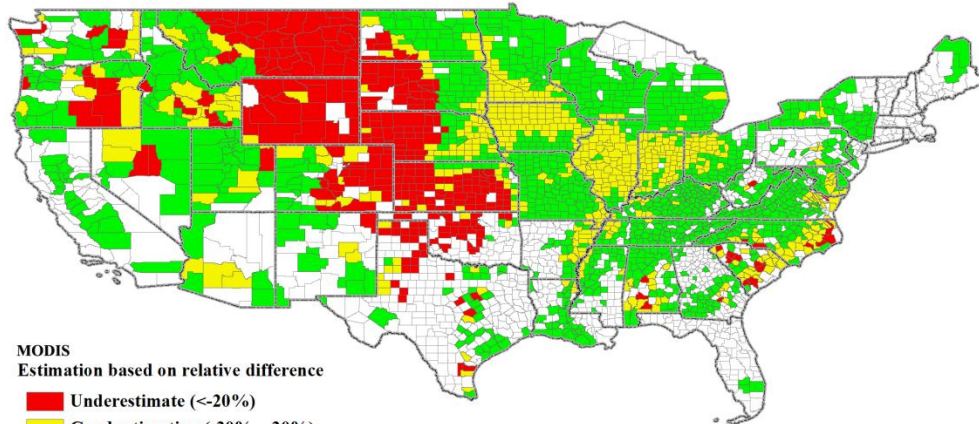 MODIS
Estimation based on relative difference
Underestimate (<-20%)